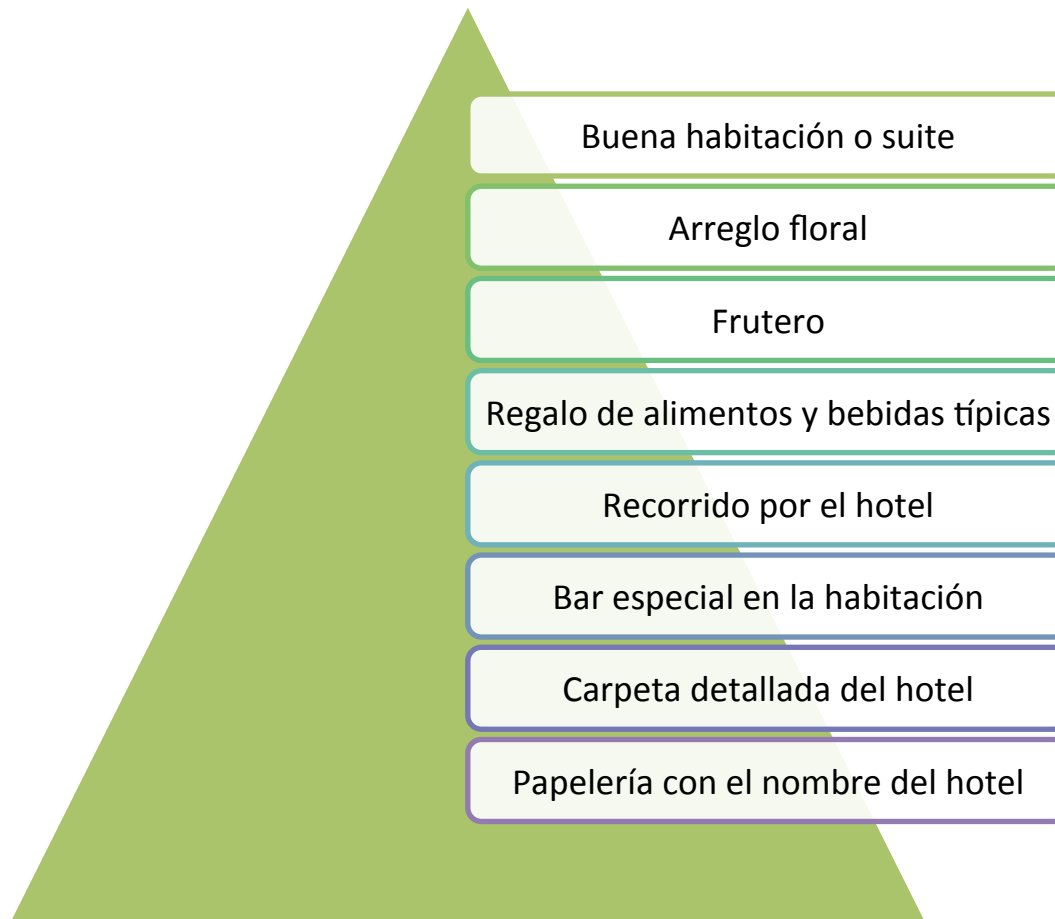 Buena habitación o suite
Arreglo floral
Frutero
Regalo de alimentos y bebidas típicas
Recorrido por el hotel
Bar especial en la habitación
Carpeta detallada del hotel
Papelería con el nombre del hotel